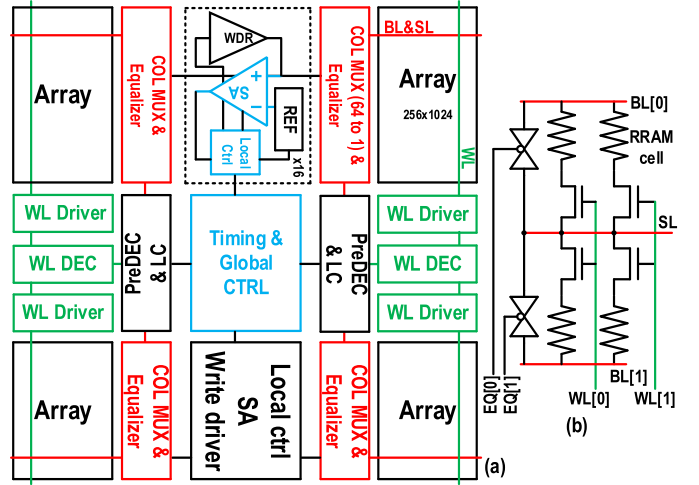 Array
COL MUX &
Equalizer
WDR
+
SA
−
REF
Local
Ctrl
x16
COL MUX (64 to 1) &
Equalizer
BL&SL
Array
256x1024
WL
WL Driver
WL DEC
WL Driver
PreDEC
& LC
Timing &
Global
CTRL
PreDEC
& LC
WL Driver
WL DEC
WL Driver
Array
COL MUX &
Equalizer
Local ctrl
SA
Write driver
COL MUX &
Equalizer
Array
(a)
BL[0]
RRAM
cell
SL
BL[1]
EQ[0]
EQ[1]
WL[0]
WL[1]
(b)